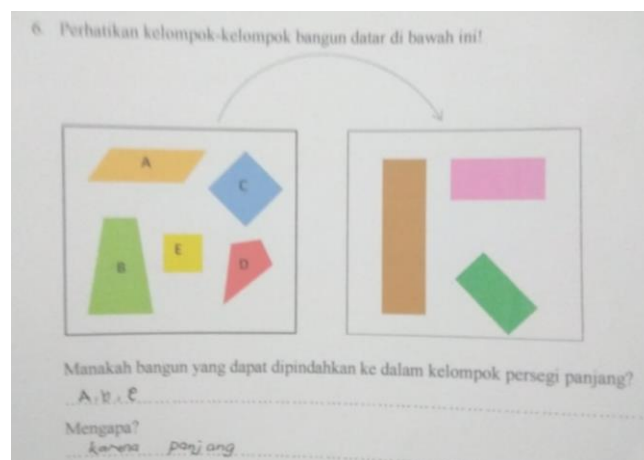 6. Perhatikan kelompok-kelompok bangun datar di bawah ini!
A
C
E
B
D
Manakah bangun yang dapat dipindahkan ke dalam kelompok persegi panjang?
A, b, e
Mengapa?
karena panjang